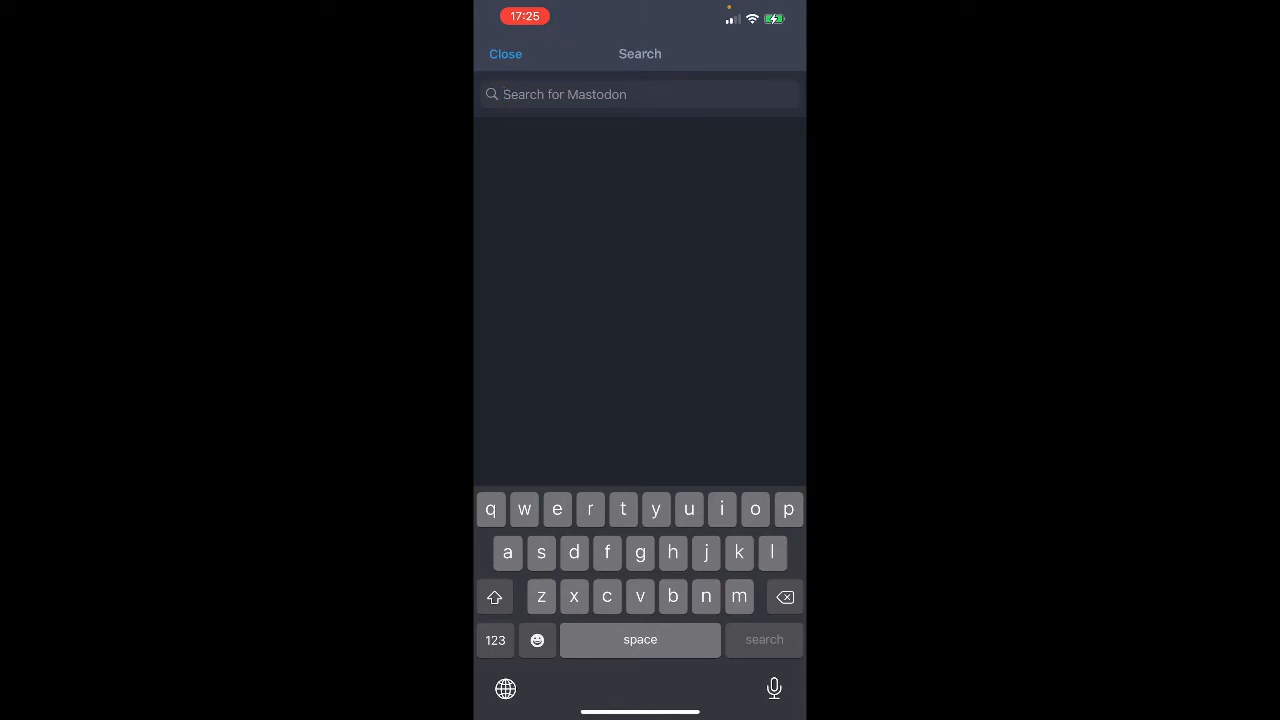 17:25
Close Search
Search for Mastodon
q w e r t y u i o p
a s d f g h j k l
z x c v b n m
123 space search